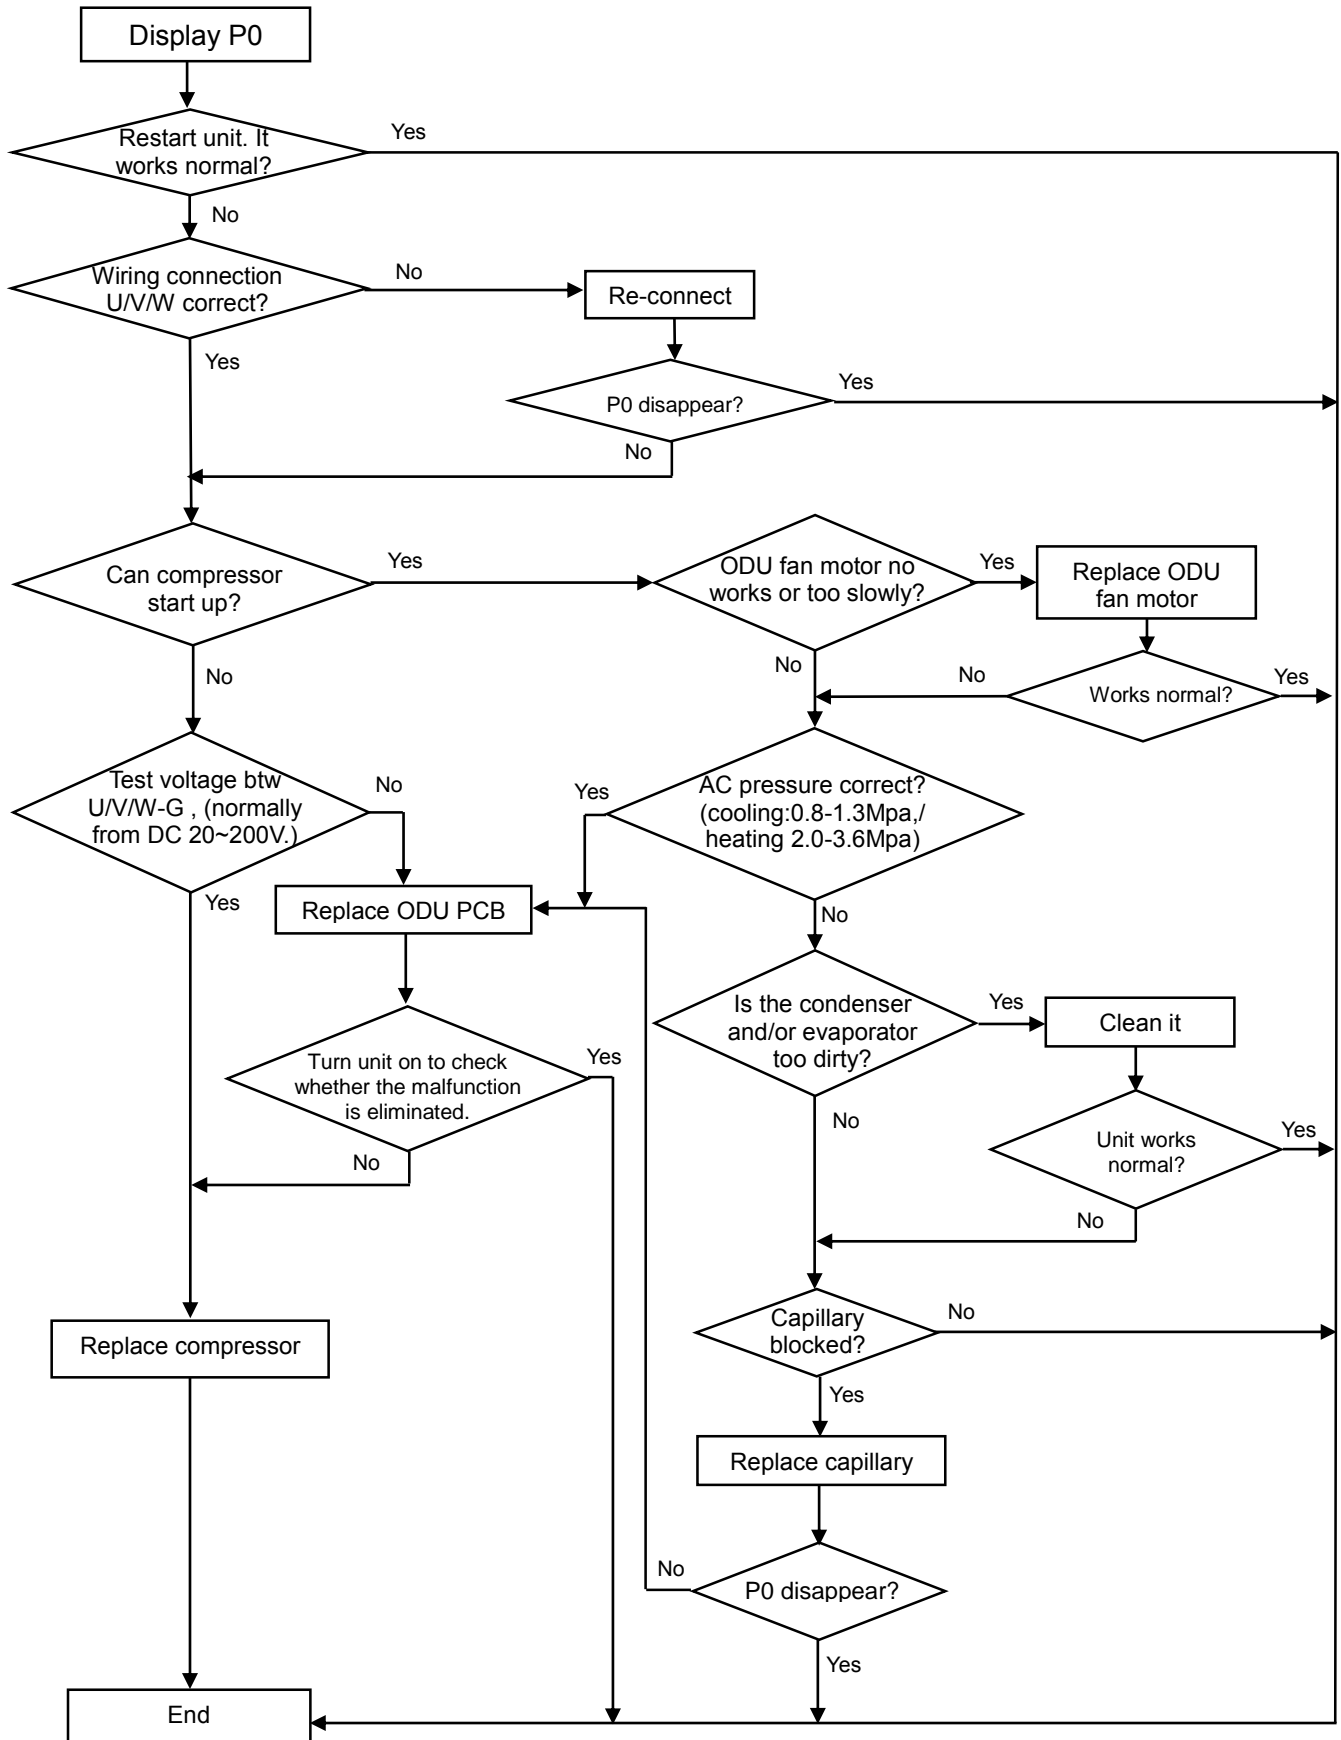 Display P0
Restart unit. It
works normal?
Yes
No
Wiring connection
U/V/W correct?
No
Re-connect
Yes
P0 disappear?
Yes
No
Can compressor
start up?
Yes
ODU fan motor no
works or too slowly?
Yes
Replace ODU
fan motor
No
No
Works normal?
No
Yes
Test voltage btw
U/V/W-G , (normally
from DC 20~200V.)
No
AC pressure correct?
(cooling:0.8-1.3Mpa,/
heating 2.0-3.6Mpa)
Yes
Yes
Replace ODU PCB
No
Is the condenser
and/or evaporator
too dirty?
Yes
Clean it
Turn unit on to check
whether the malfunction
is eliminated.
Yes
No
No
Unit works
normal?
Yes
No
Capillary
blocked?
No
Replace compressor
Yes
Replace capillary
P0 disappear?
No
Yes
End